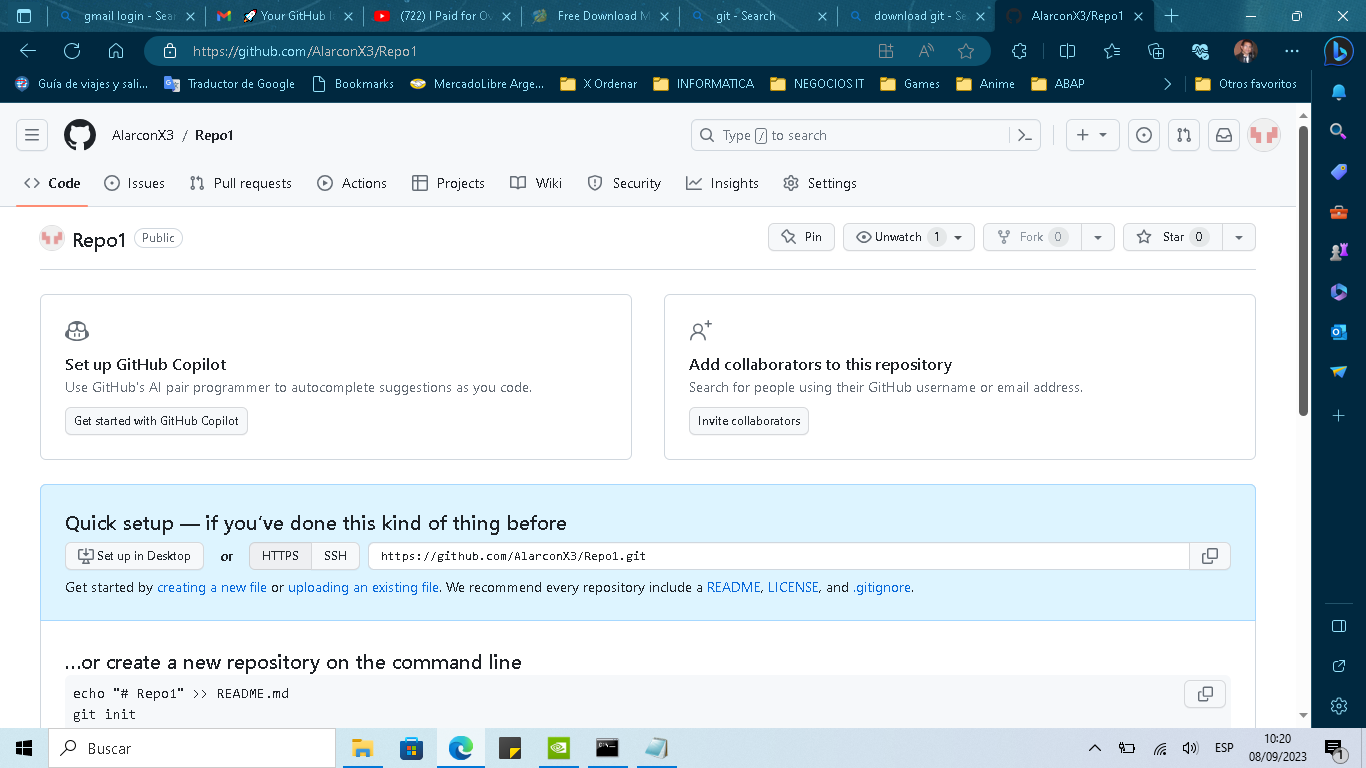 gmail login - Sear
🚀 Your GitHub l
(722) I Paid for Ov
Free Download M
git - Search
download git - Se
AlarconX3/Repo1
https://github.com/AlarconX3/Repo1
Guía de viajes y sali...
Traductor de Google
Bookmarks
MercadoLibre Arge...
X Ordenar
INFORMATICA
NEGOCIOS IT
Games
Anime
ABAP
Otros favoritos
AlarconX3 / Repo1
Type / to search
Code
Issues
Pull requests
Actions
Projects
Wiki
Security
Insights
Settings
Repo1 Public
Pin
Unwatch 1
Fork 0
Star 0
Set up GitHub Copilot
Use GitHub's AI pair programmer to autocomplete suggestions as you code.
Get started with GitHub Copilot
Add collaborators to this repository
Search for people using their GitHub username or email address.
Invite collaborators
Quick setup — if you've done this kind of thing before
Set up in Desktop or HTTPS SSH https://github.com/AlarconX3/Repo1.git
Get started by creating a new file or uploading an existing file. We recommend every repository include a README, LICENSE, and .gitignore.
...or create a new repository on the command line
echo "# Repo1" >> README.md
git init
Buscar
ESP
10:20
08/09/2023
1